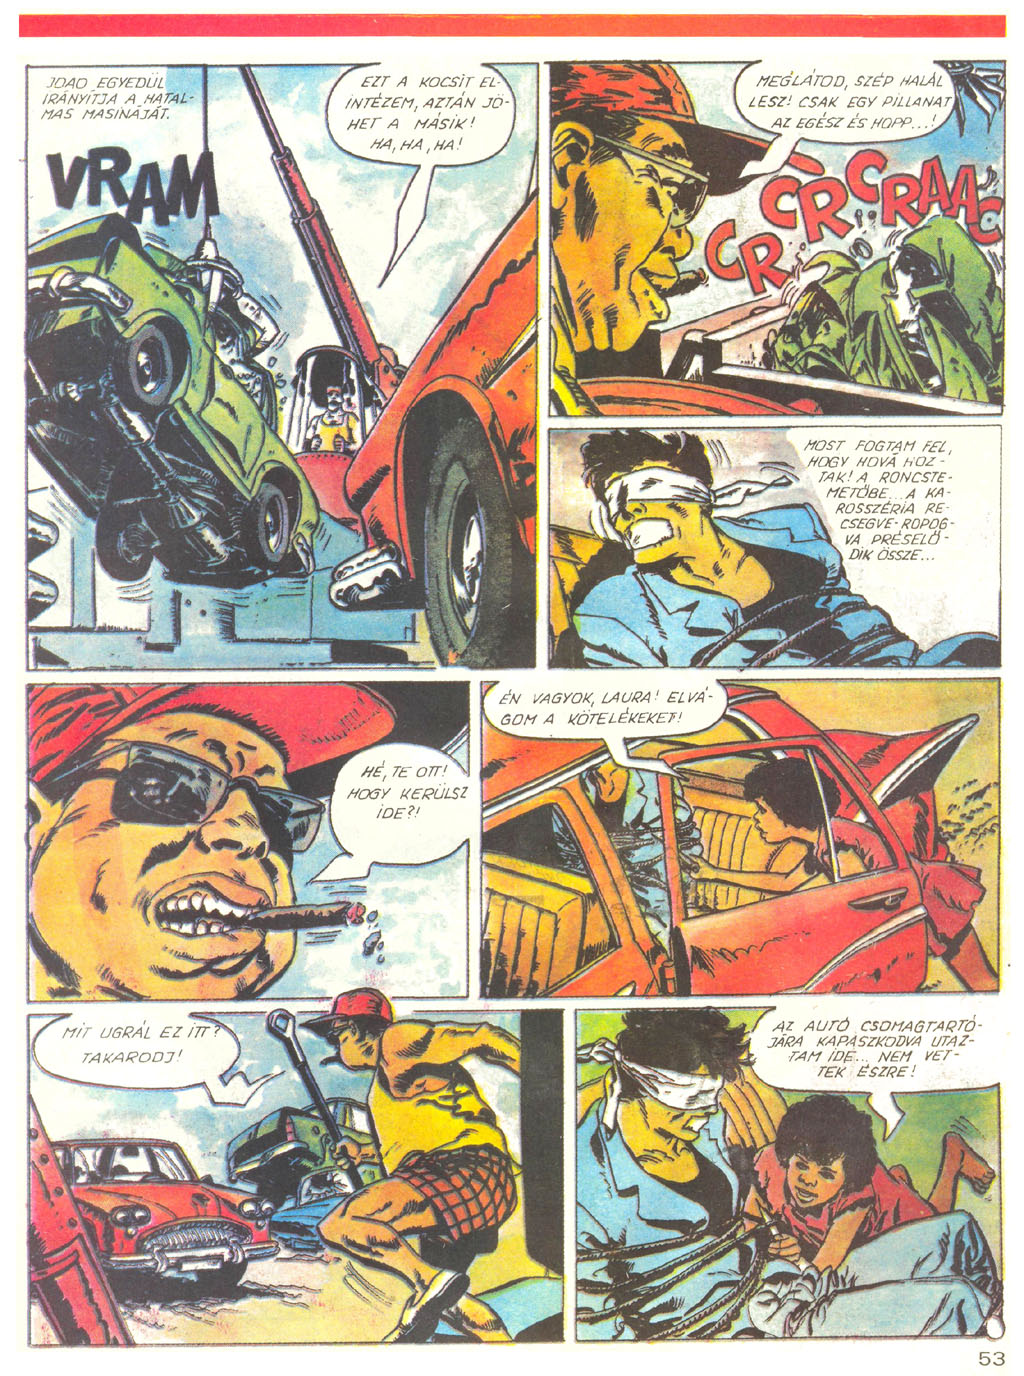 JOAO EGYEDÜL
IRÁNYÍTJA A HATAL-
MAS MASINÁJÁT.
EZT A KOCSIT EL-
INTÉZEM, AZTÁN JÖ-
HET A MÁSIK!
HA, HA, HA!
VRAM
MEGLÁTOD, SZÉP HALÁL
LESZ! CSAK EGY PILLANAT
AZ EGÉSZ ÉS HOPP...!
CR CR CRAAC
MOST FOGTAM FEL,
HOGY HOVÁ HOZ-
TAK! A RONCSTE-
METŐBE... A KA-
ROSSZÉRIA RE-
CSEGVE-ROPOG-
VA PRÉSELŐ-
DIK ÖSSZE...
HÉ, TE OTT!
HOGY KERÜLSZ
IDE?!
ÉN VAGYOK, LAURA! ELVÁ-
GOM A KÖTELÉKEKET!
MIT UGRÁL EZ ITT?
TAKARODJ!
AZ AUTÓ CSOMAGTARTÓ-
JÁRA KAPASZKODVA UTAZ-
TAM IDE... NEM VET-
TEK ÉSZRE!
53